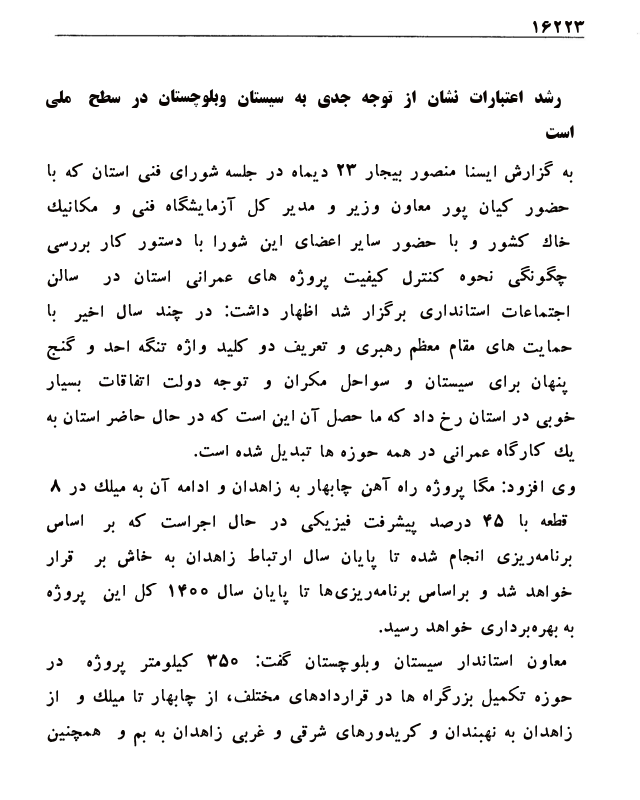 ۱۶۲۲۳
رشد اعتبارات نشان از توجه جدی به سیستان وبلوچستان در سطح ملی
است
به گزارش ایسنا منصور بیجار ۲۳ دیماه در جلسه شورای فنی استان که با
حضور کیان پور معاون وزیر و مدیر کل آزمایشگاه فنی و مکانیک
خاک کشور و با حضور سایر اعضای این شورا با دستور کار بررسی
چگونگی نحوه کنترل کیفیت پروژه های عمرانی استان در سالن
اجتماعات استانداری برگزار شد اظهار داشت: در چند سال اخیر با
حمایت های مقام معظم رهبری و تعریف دو کلید واژه تنگه احد و گنج
پنهان برای سیستان و سواحل مکران و توجه دولت اتفاقات بسیار
خوبی در استان رخ داد که ما حصل آن این است که در حال حاضر استان به
یک کارگاه عمرانی در همه حوزه ها تبدیل شده است.
وی افزود: مگا پروژه راه آهن چابهار به زاهدان و ادامه آن به میلک در ۸
قطعه با ۴۵ درصد پیشرفت فیزیکی در حال اجراست که بر اساس
برنامه‌ریزی انجام شده تا پایان سال ارتباط زاهدان به خاش بر قرار
خواهد شد و براساس برنامه‌ریزی‌ها تا پایان سال ۱۴۰۰ کل این پروژه
به بهره‌برداری خواهد رسید.
معاون استاندار سیستان وبلوچستان گفت: ۳۵۰ کیلومتر پروژه در
حوزه تکمیل بزرگراه ها در قراردادهای مختلف، از چابهار تا میلک و از
زاهدان به نهبندان و کریدورهای شرقی و غربی زاهدان به بم و همچنین